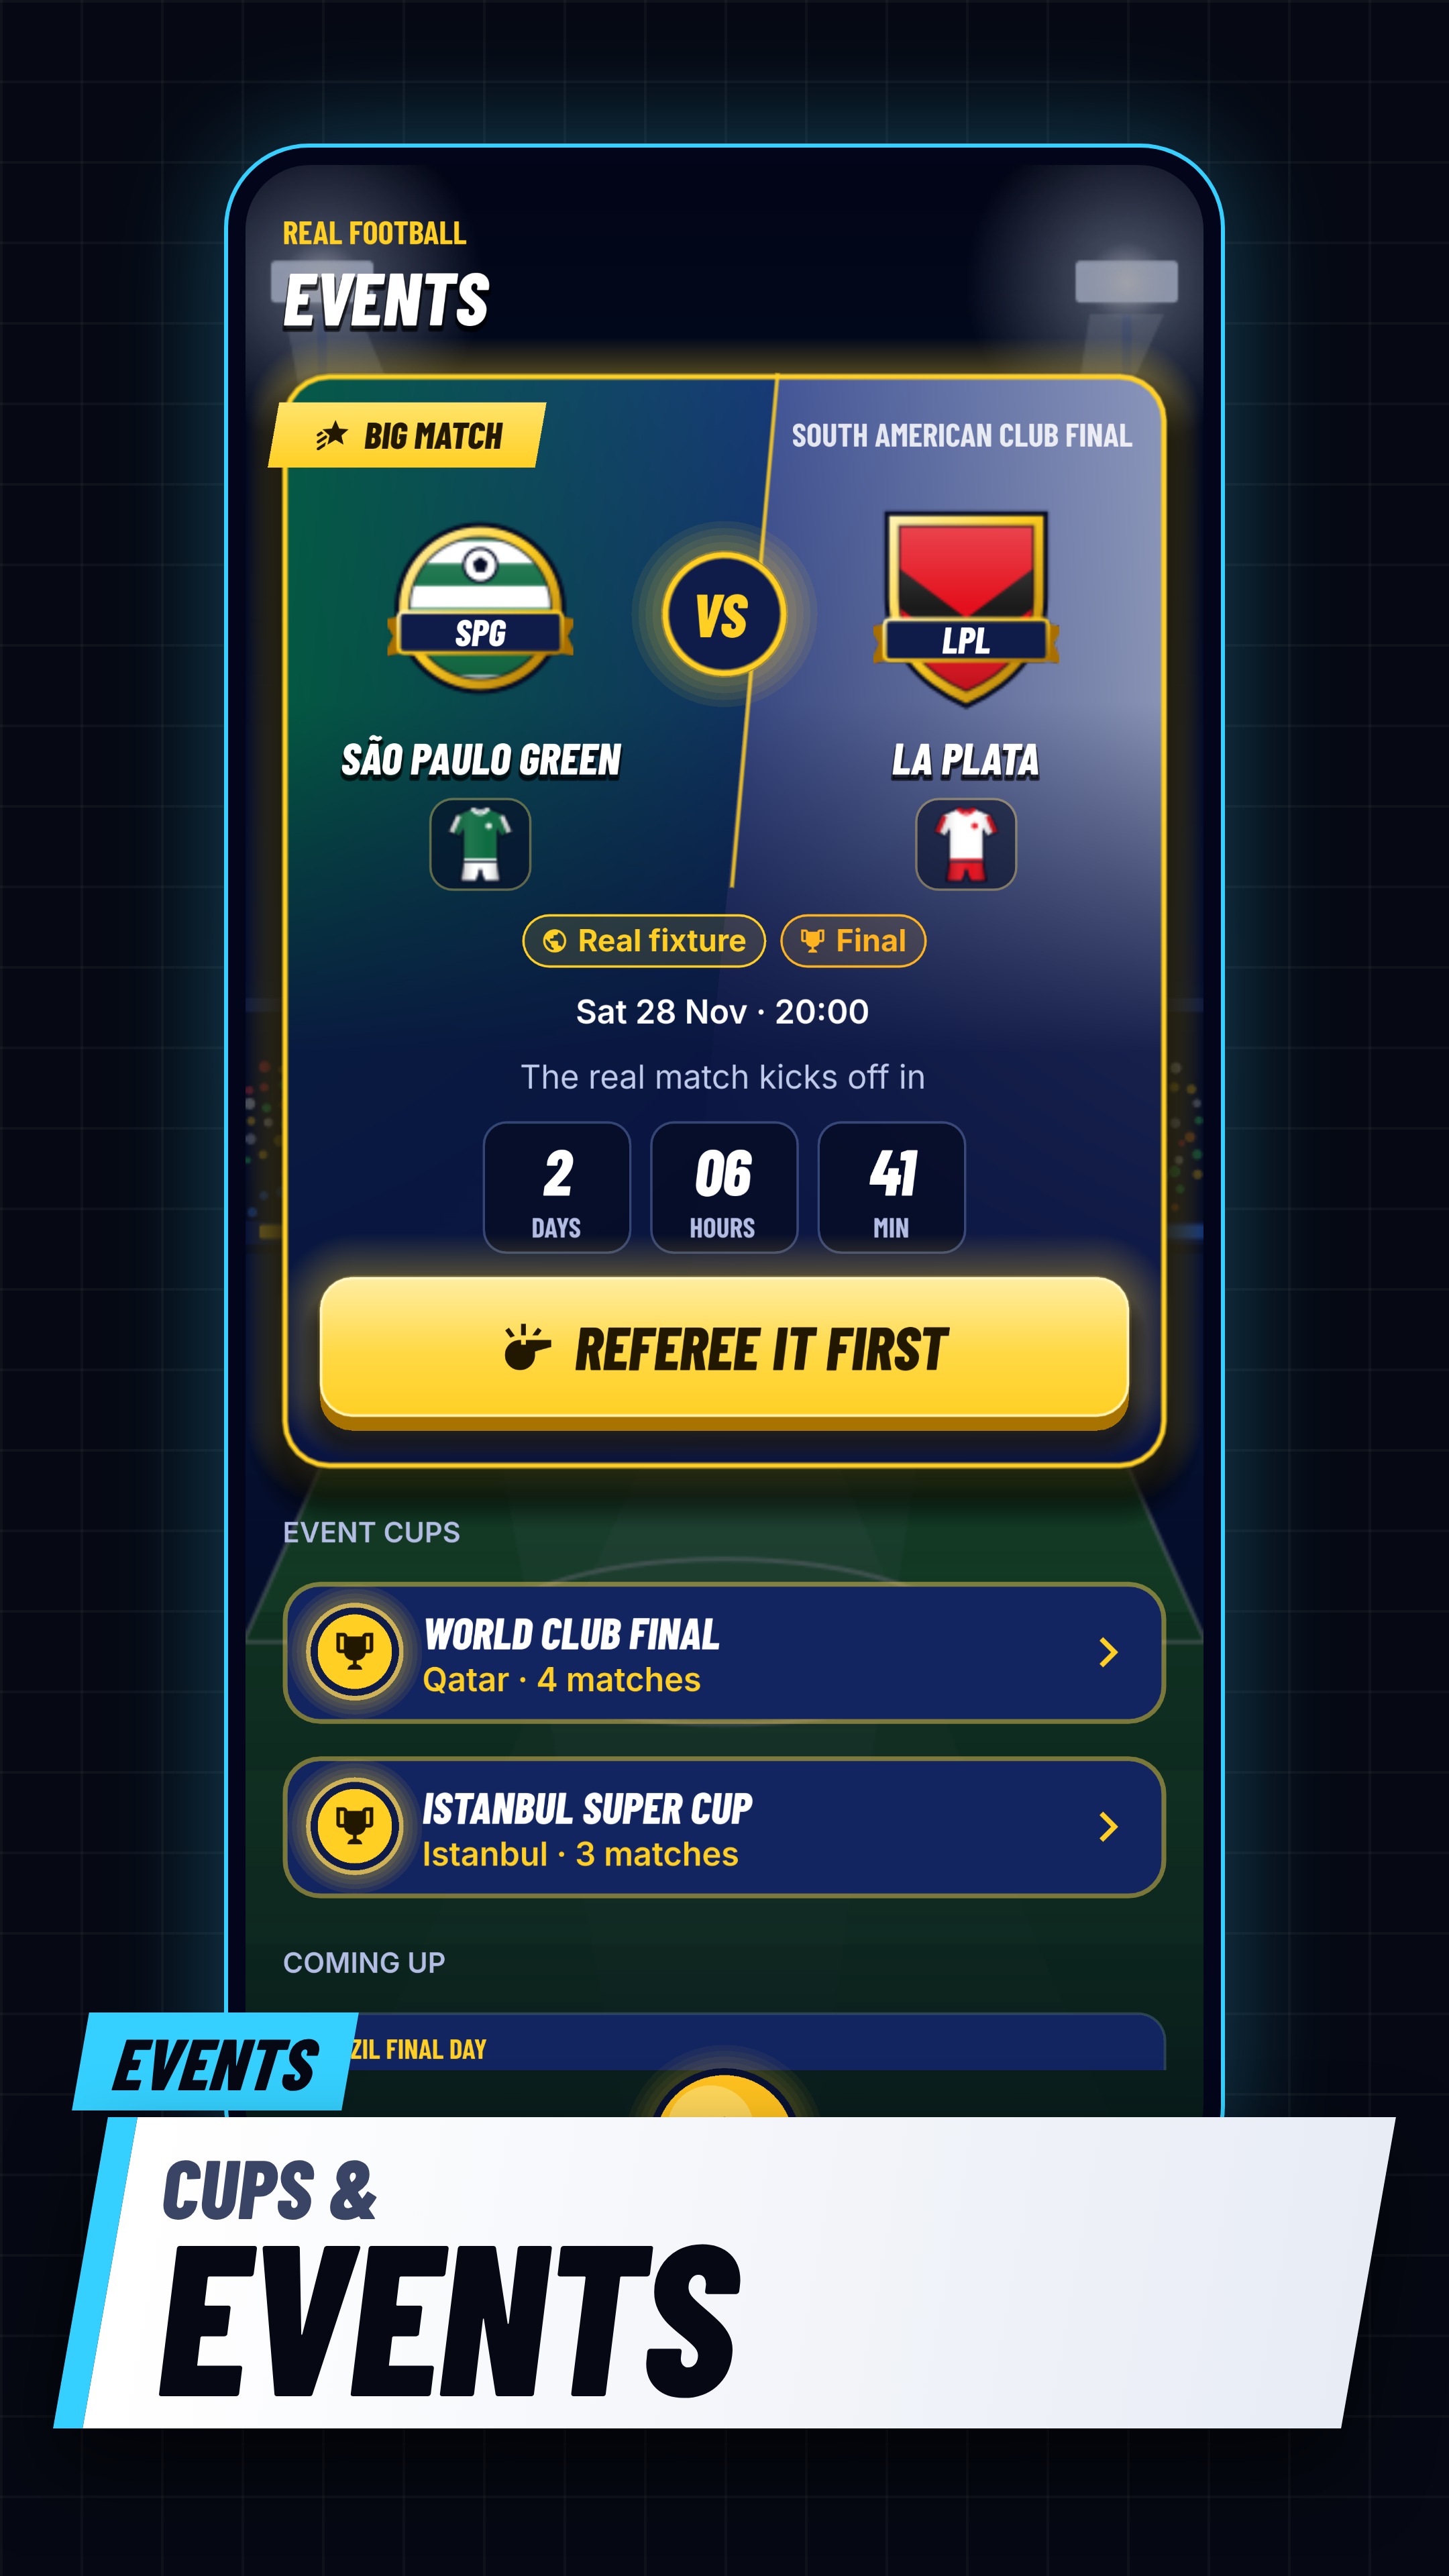 REAL FOOTBALL
EVENTS
BIG MATCH
SOUTH AMERICAN CLUB FINAL
SPG
VS
LPL
SÃO PAULO GREEN
LA PLATA
Real fixture
Final
Sat 28 Nov · 20:00
The real match kicks off in
2
06
41
DAYS
HOURS
MIN
REFEREE IT FIRST
EVENT CUPS
WORLD CLUB FINAL
Qatar · 4 matches
ISTANBUL SUPER CUP
Istanbul · 3 matches
COMING UP
ZIL FINAL DAY
EVENTS
CUPS &
EVENTS